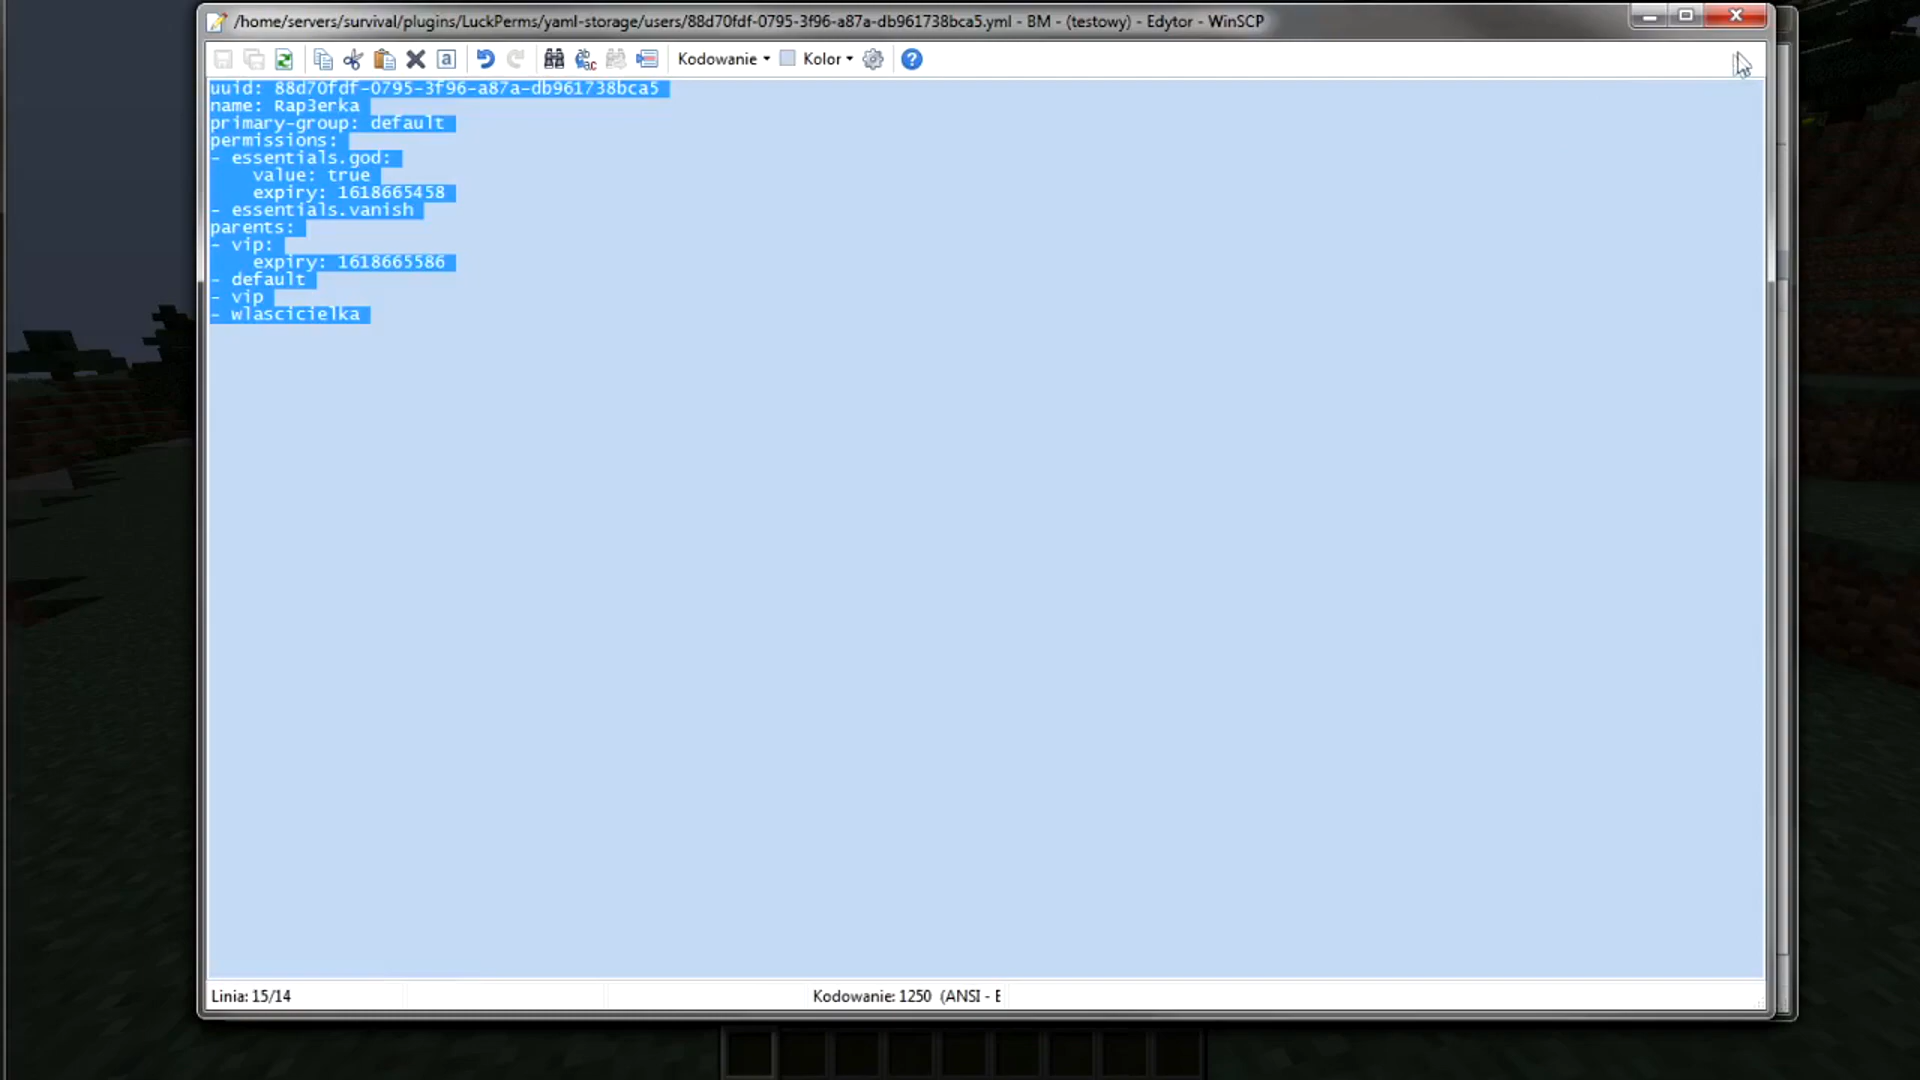 /home/servers/survival/plugins/LuckPerms/yaml-storage/users/88d70fdf-0795-3f96-a87a-db961738bca5.yml - BM - (testowy) - Edytor - WinSCP
Kodowanie Kolor
uuid: 88d70fdf-0795-3f96-a87a-db961738bca5
name: Rap3erka
primary-group: default
permissions:
- essentials.god:
    value: true
    expiry: 1618665458
- essentials.vanish
parents:
- vip:
    expiry: 1618665586
- default
- vip
- wlascicielka
Linia: 15/14 Kodowanie: 1250 (ANSI - E